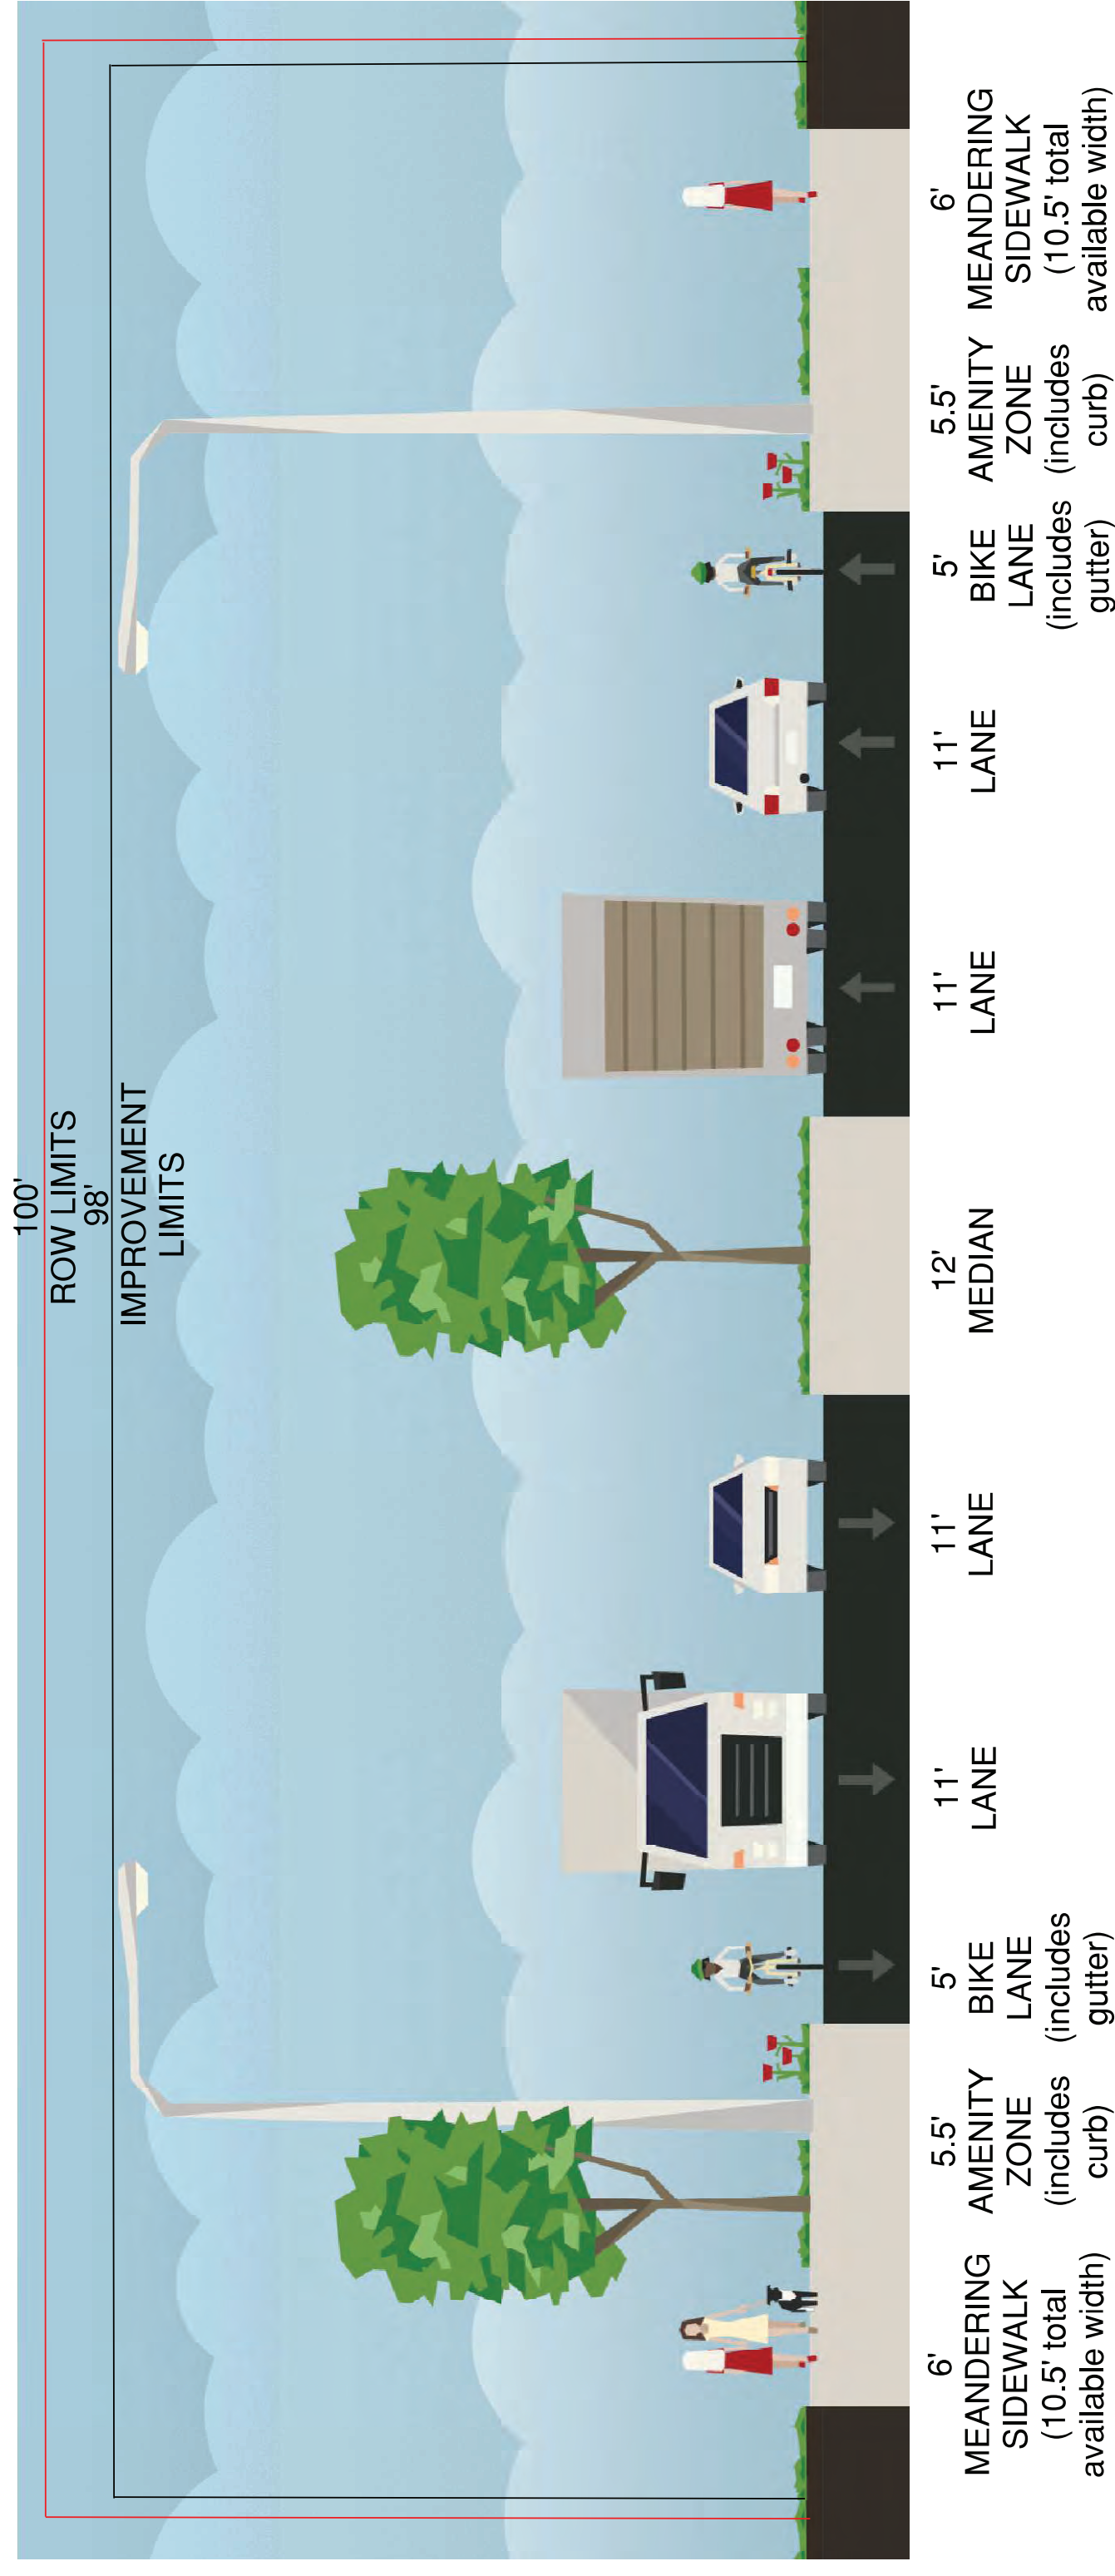 100'
ROW LIMITS
98'
IMPROVEMENT
LIMITS
6'
MEANDERING
SIDEWALK
(10.5' total
available width)
5.5'
AMENITY
ZONE
(includes
curb)
5'
BIKE
LANE
(includes
gutter)
11'
LANE
11'
LANE
12'
MEDIAN
11'
LANE
11'
LANE
5'
BIKE
LANE
(includes
gutter)
5.5'
AMENITY
ZONE
(includes
curb)
6'
MEANDERING
SIDEWALK
(10.5' total
available width)